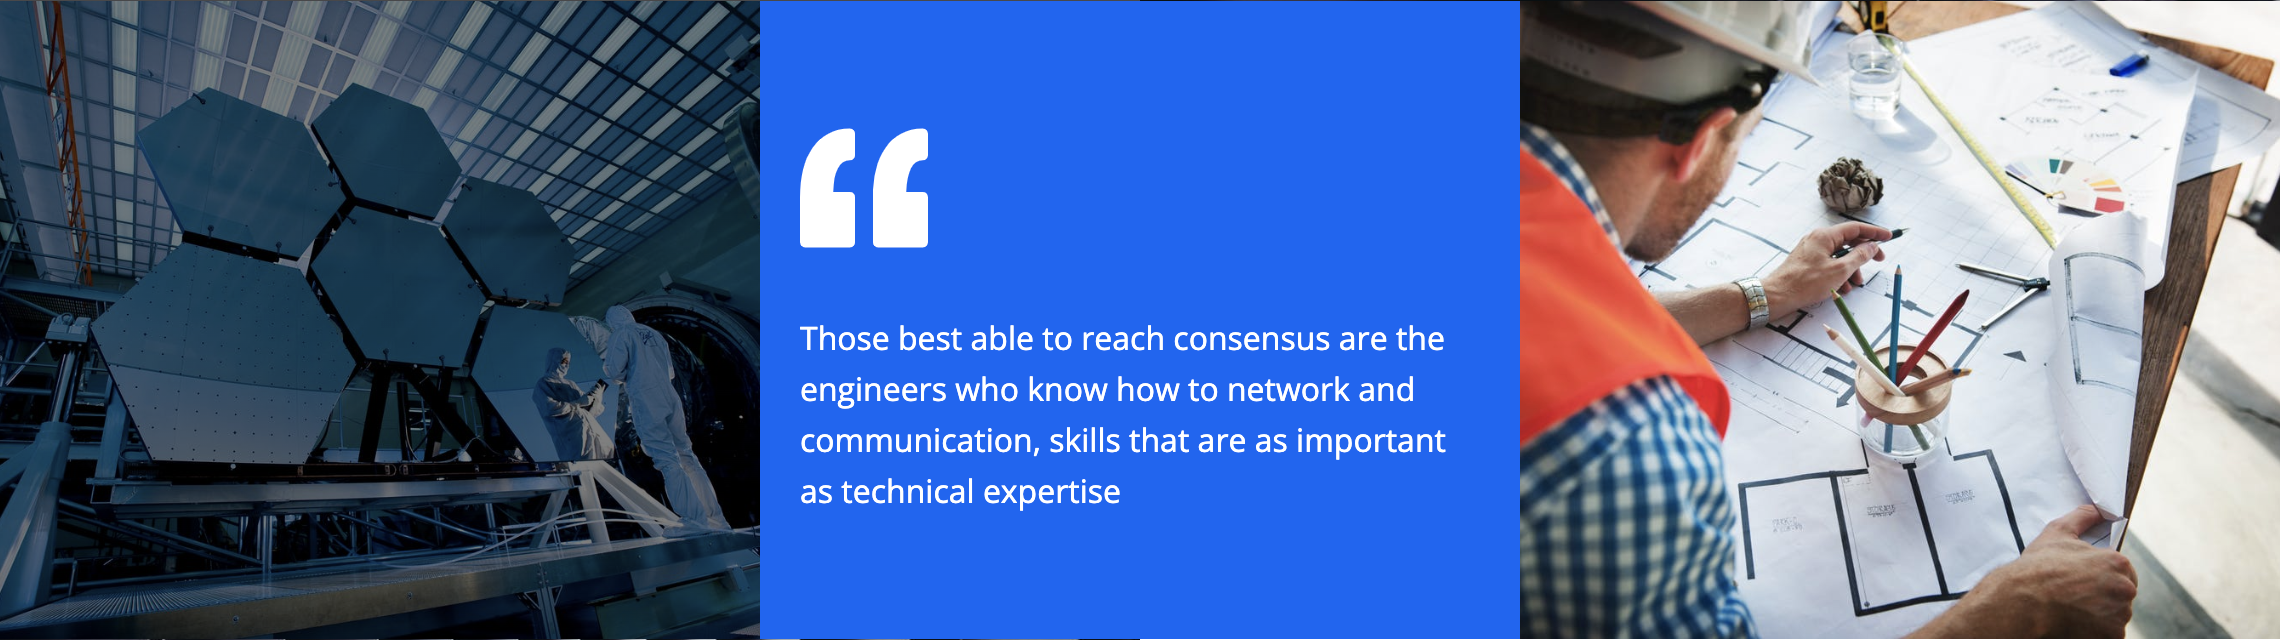 Those best able to reach consensus are the
engineers who know how to network and
communication, skills that are as important
as technical expertise